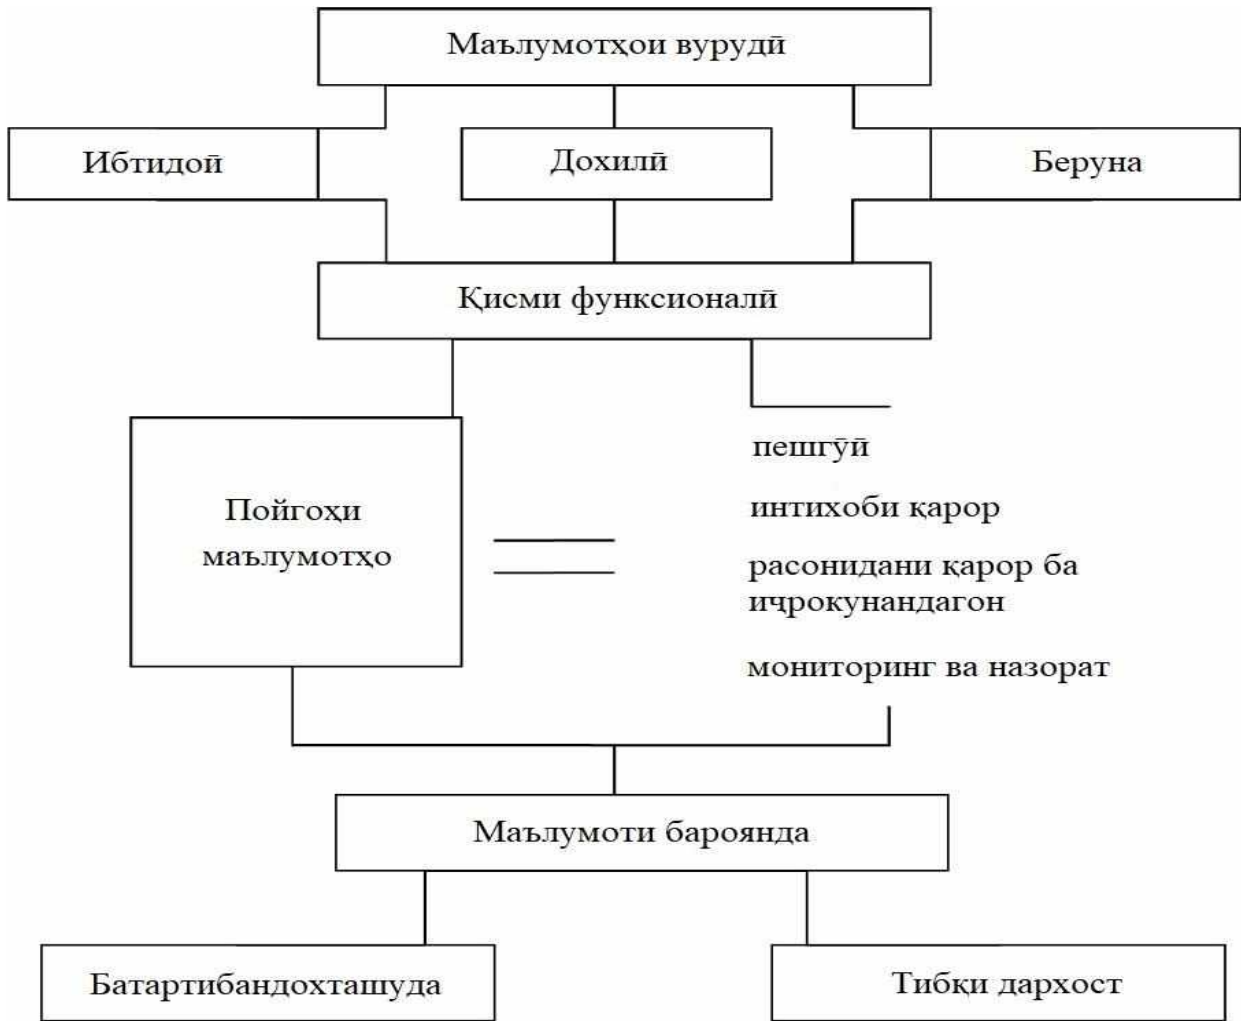 Маълумотҳои вурудӣ
Ибтидоӣ
Дохилӣ
Беруна
Қисми функсионалӣ
Пойгоҳи
маълумотҳо
пешгӯӣ
интихоби қарор
расонидани қарор ба
иҷрокунандагон
мониторинг ва назорат
Маълумоти бароянда
Батартибандохташуда
Тибқи дархост